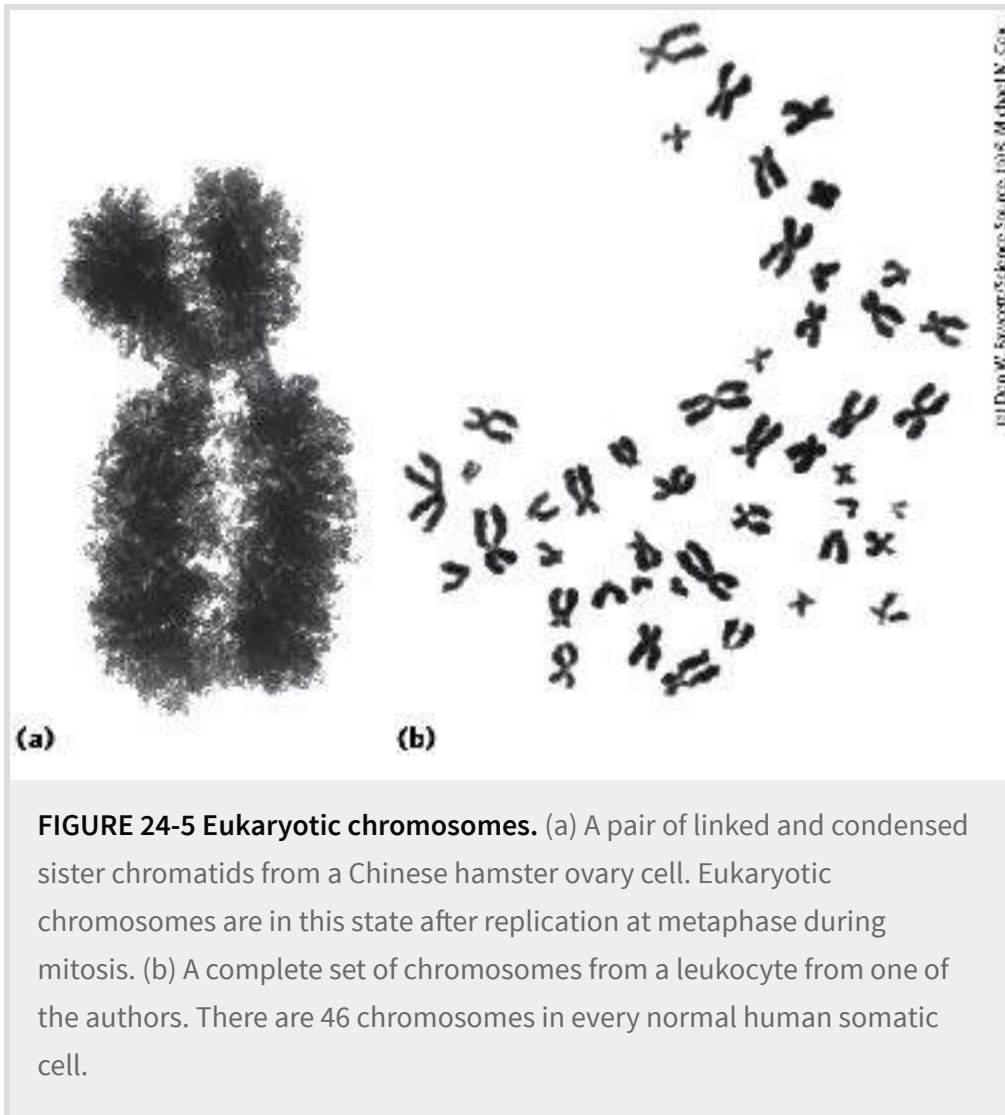 (a)
(b)
FIGURE 24-5 Eukaryotic chromosomes. (a) A pair of linked and condensed
sister chromatids from a Chinese hamster ovary cell. Eukaryotic
chromosomes are in this state after replication at metaphase during
mitosis. (b) A complete set of chromosomes from a leukocyte from one of
the authors. There are 46 chromosomes in every normal human somatic
cell.